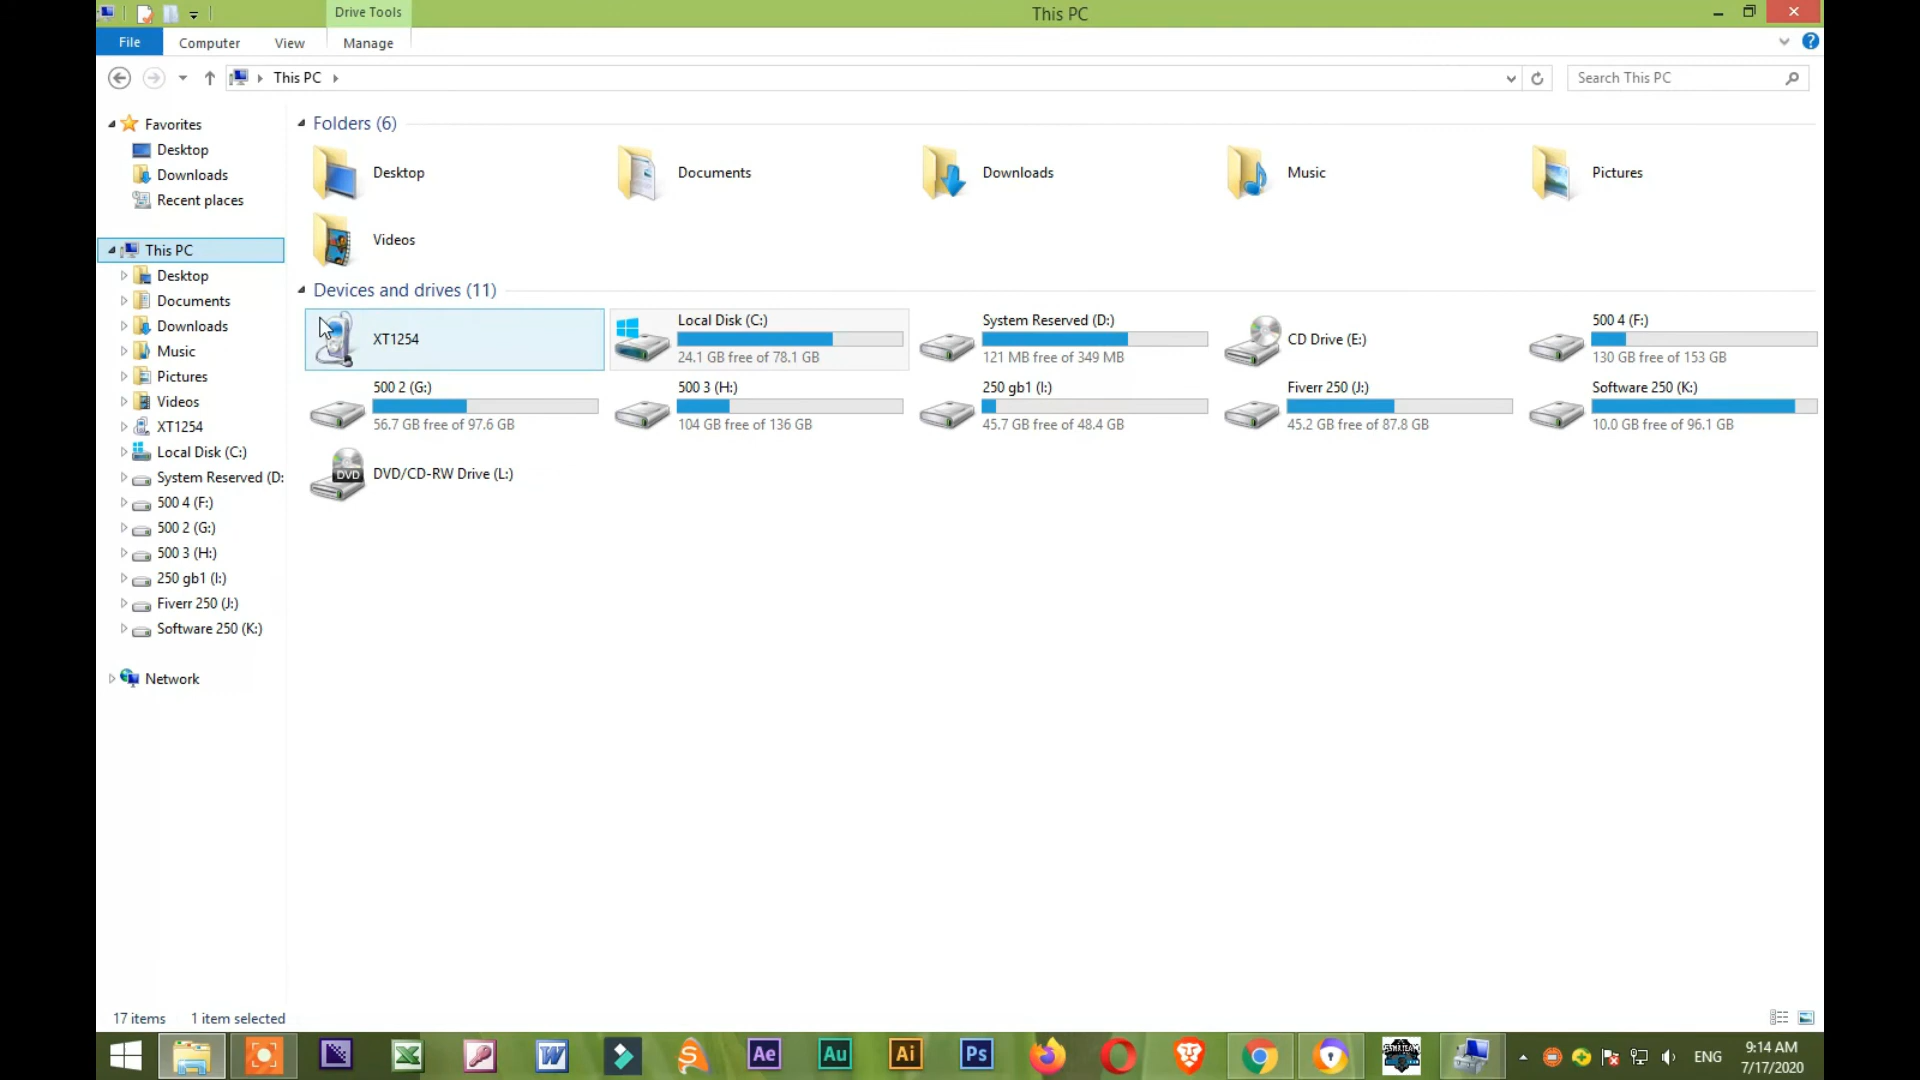 Drive Tools
This PC
File
Computer
View
Manage
This PC
Search This PC
Favorites
Desktop
Downloads
Recent places
This PC
Desktop
Documents
Downloads
Music
Pictures
Videos
XT1254
Local Disk (C:)
System Reserved (D:
500 4 (F:)
500 2 (G:)
500 3 (H:)
250 gb1 (I:)
Fiverr 250 (J:)
Software 250 (K:)
Network
Folders (6)
Desktop
Documents
Downloads
Music
Pictures
Videos
Devices and drives (11)
XT1254
Local Disk (C:)
24.1 GB free of 78.1 GB
System Reserved (D:)
121 MB free of 349 MB
CD Drive (E:)
500 4 (F:)
130 GB free of 153 GB
500 2 (G:)
56.7 GB free of 97.6 GB
500 3 (H:)
104 GB free of 136 GB
250 gb1 (I:)
45.7 GB free of 48.4 GB
Fiverr 250 (J:)
45.2 GB free of 87.8 GB
Software 250 (K:)
10.0 GB free of 96.1 GB
DVD
DVD/CD-RW Drive (L:)
17 items
1 item selected
Ae
Au
Ai
Ps
ENG
9:14 AM
7/17/2020